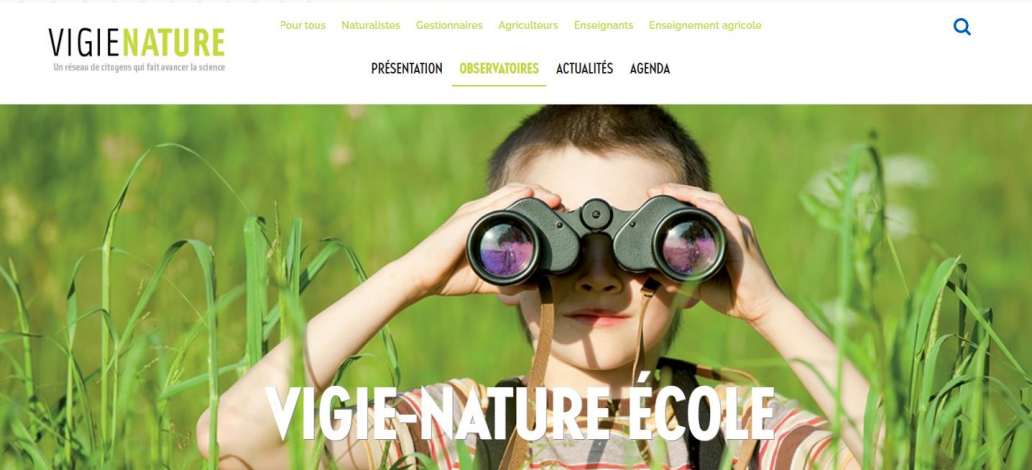 Pour tous Naturalistes Gestionnaires Agriculteurs Enseignants Enseignement agricole
VIGIENATURE
Un réseau de citoyens qui fait avancer la science
PRÉSENTATION OBSERVATOIRES ACTUALITÉS AGENDA
VIGIE-NATURE ÉCOLE